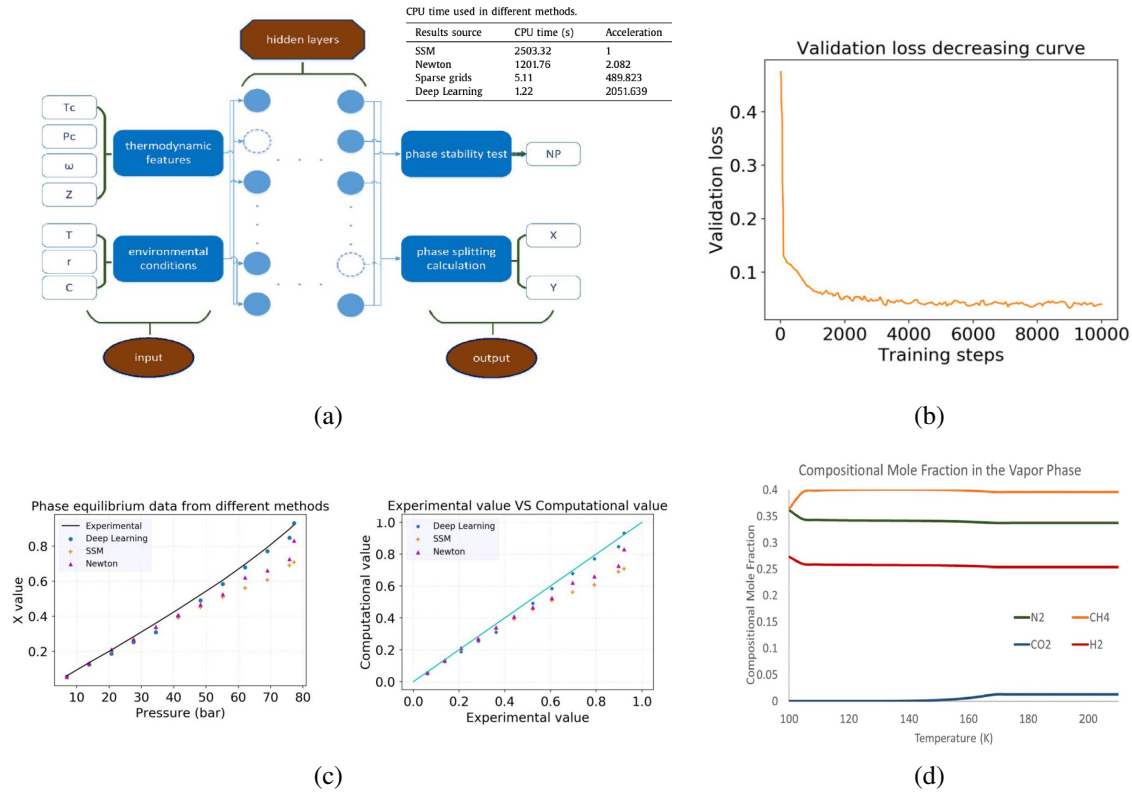 CPU time used in different methods.
Results source CPU time (s) Acceleration
SSM 2503.32 1
Newton 1201.76 2.082
Sparse grids 5.11 489.823
Deep Learning 1.22 2051.639
hidden layers
Tc
Pc
ω
Z
thermodynamic
features
phase stability test
NP
T
r
C
environmental
conditions
phase splitting
calculation
X
Y
input
output
(a)
Validation loss decreasing curve
Validation loss
0.4
0.3
0.2
0.1
0 2000 4000 6000 8000 10000
Training steps
(b)
Phase equilibrium data from different methods
Experimental
Deep Learning
SSM
Newton
X value
0.8
0.6
0.4
0.2
10 20 30 40 50 60 70 80
Pressure (bar)
Experimental value VS Computational value
Deep Learning
SSM
Newton
Computational value
1.0
0.8
0.6
0.4
0.2
0.0
0.0 0.2 0.4 0.6 0.8 1.0
Experimental value
(c)
Compositional Mole Fraction in the Vapor Phase
Compositional Mole Fraction
0.4
0.35
0.3
0.25
0.2
0.15
0.1
0.05
0
N2 CH4
CO2 H2
100 120 140 160 180 200
Temperature (K)
(d)